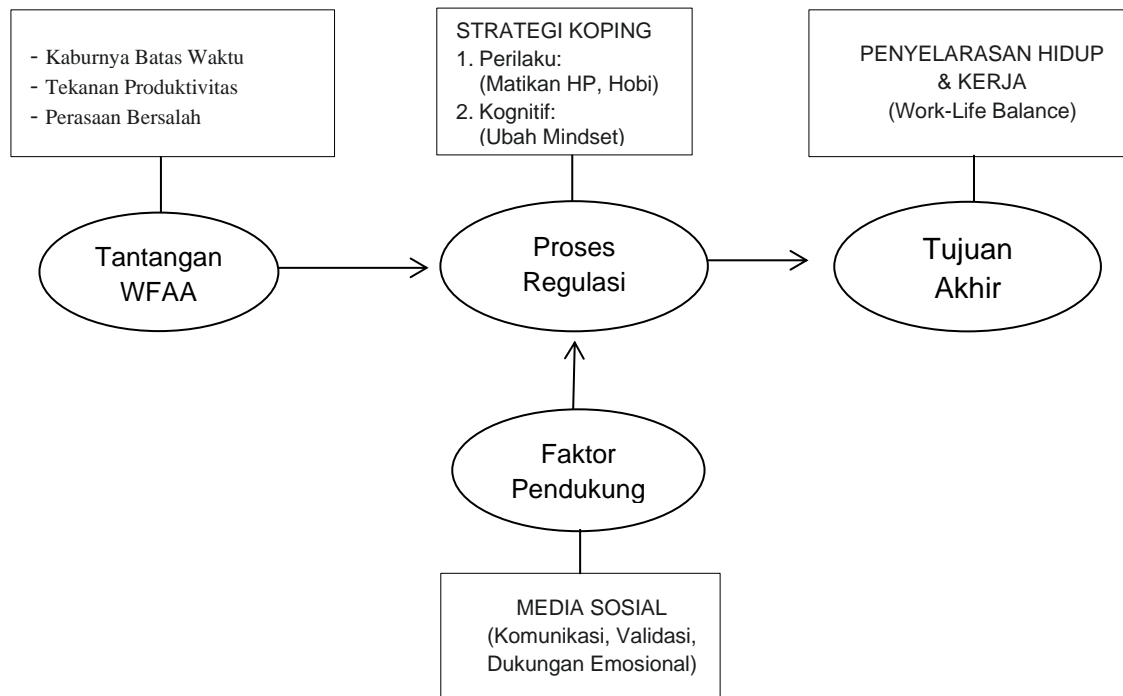 - Kaburnya Batas Waktu
- Tekanan Produktivitas
- Perasaan Bersalah
STRATEGI KOPING
1. Perilaku:
(Matikan HP, Hobi)
2. Kognitif:
(Ubah Mindset)
PENYELARASAN HIDUP
& KERJA
(Work-Life Balance)
Tantangan
WFAA
Proses
Regulasi
Tujuan
Akhir
Faktor
Pendukung
MEDIA SOSIAL
(Komunikasi, Validasi,
Dukungan Emosional)